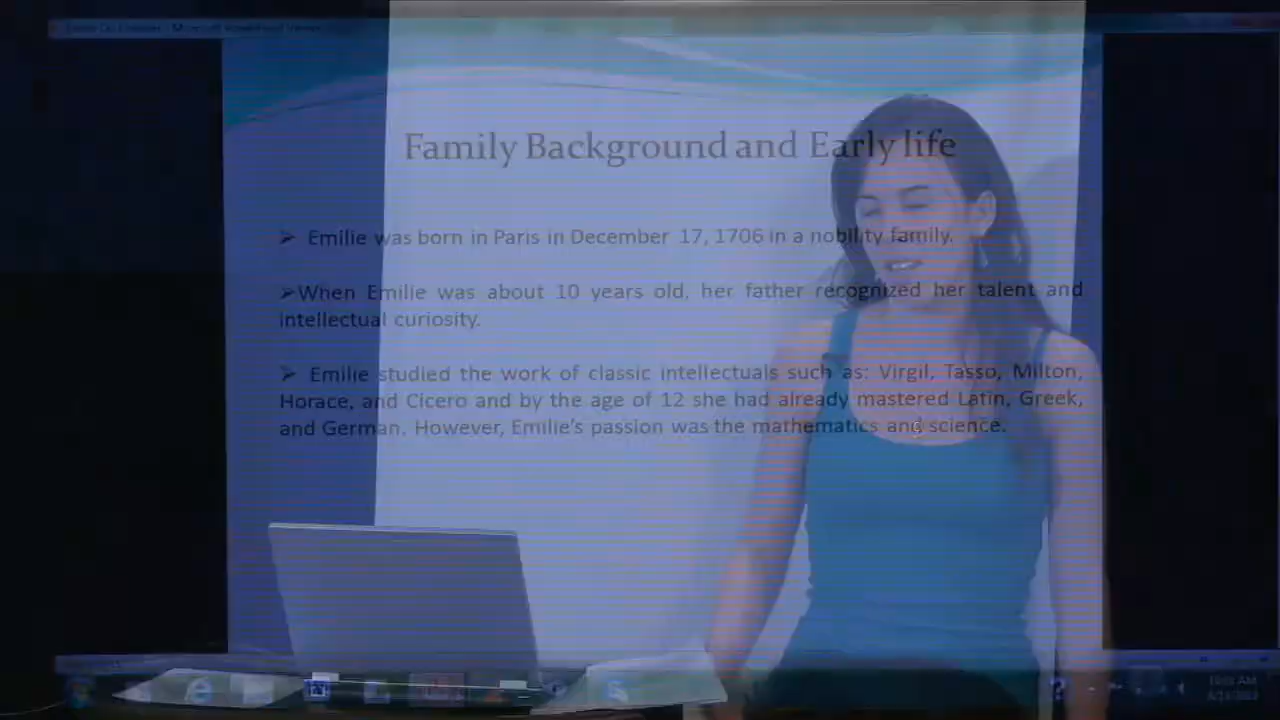 Family Background and Early life
➤ Emilie was born in Paris in December 17, 1706 in a nobility family.
➤When Emilie was about 10 years old, her father recognized her talent and
intellectual curiosity.
➤ Emilie studied the work of classic intellectuals such as: Virgil, Tasso, Milton,
Horace, and Cicero and by the age of 12 she had already mastered Latin, Greek,
and German. However, Emilie's passion was the mathematics and science.